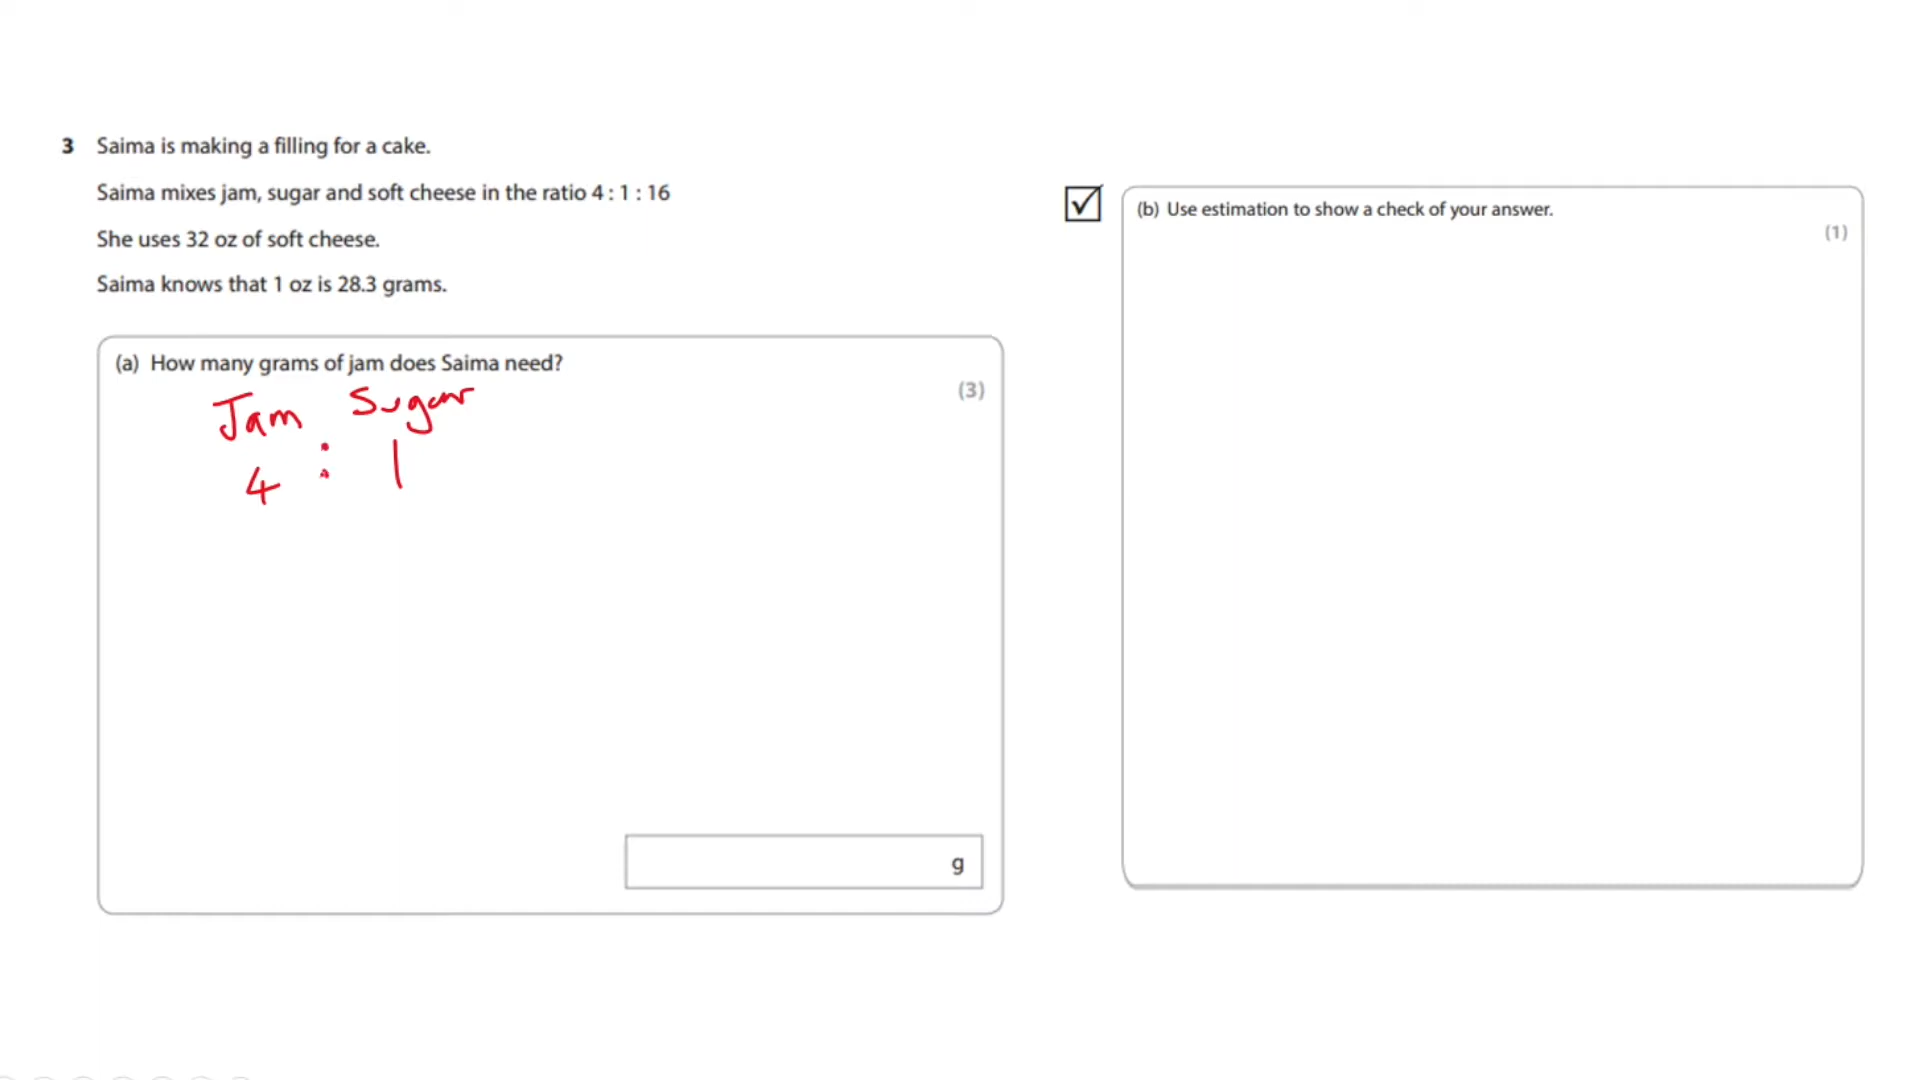 3 Saima is making a filling for a cake.
Saima mixes jam, sugar and soft cheese in the ratio 4 : 1 : 16
She uses 32 oz of soft cheese.
Saima knows that 1 oz is 28.3 grams.
(a) How many grams of jam does Saima need?
(3)
Jam Sugar
4 : 1
g
(b) Use estimation to show a check of your answer.
(1)